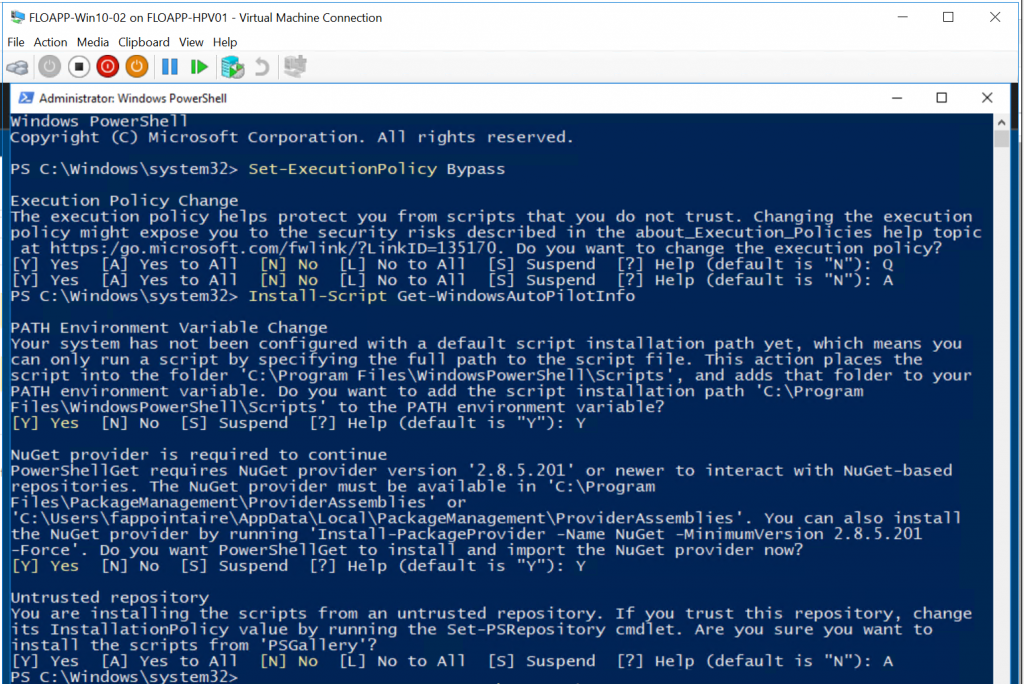 FLOAPP-Win10-02 on FLOAPP-HPV01 - Virtual Machine Connection
File Action Media Clipboard View Help
Administrator: Windows PowerShell
Windows PowerShell
Copyright (C) Microsoft Corporation. All rights reserved.
PS C:\Windows\system32> Set-ExecutionPolicy Bypass
Execution Policy Change
The execution policy helps protect you from scripts that you do not trust. Changing the execution
policy might expose you to the security risks described in the about_Execution_Policies help topic
at https:/go.microsoft.com/fwlink/?LinkID=135170. Do you want to change the execution policy?
[Y] Yes [A] Yes to All [N] No [L] No to All [S] Suspend [?] Help (default is "N"): Q
[Y] Yes [A] Yes to All [N] No [L] No to All [S] Suspend [?] Help (default is "N"): A
PS C:\Windows\system32> Install-Script Get-WindowsAutoPilotInfo
PATH Environment Variable Change
Your system has not been configured with a default script installation path yet, which means you
can only run a script by specifying the full path to the script file. This action places the
script into the folder 'C:\Program Files\WindowsPowerShell\Scripts', and adds that folder to your
PATH environment variable. Do you want to add the script installation path 'C:\Program
Files\WindowsPowerShell\Scripts' to the PATH environment variable?
[Y] Yes [N] No [S] Suspend [?] Help (default is "Y"): Y
NuGet provider is required to continue
PowerShellGet requires NuGet provider version '2.8.5.201' or newer to interact with NuGet-based
repositories. The NuGet provider must be available in 'C:\Program
Files\PackageManagement\ProviderAssemblies' or
'C:\Users\fappointaire\AppData\Local\PackageManagement\ProviderAssemblies'. You can also install
the NuGet provider by running 'Install-PackageProvider -Name NuGet -MinimumVersion 2.8.5.201
-Force'. Do you want PowerShellGet to install and import the NuGet provider now?
[Y] Yes [N] No [S] Suspend [?] Help (default is "Y"): Y
Untrusted repository
You are installing the scripts from an untrusted repository. If you trust this repository, change
its InstallationPolicy value by running the Set-PSRepository cmdlet. Are you sure you want to
install the scripts from 'PSGallery'?
[Y] Yes [A] Yes to All [N] No [L] No to All [S] Suspend [?] Help (default is "N"): A
PS C:\Windows\system32>